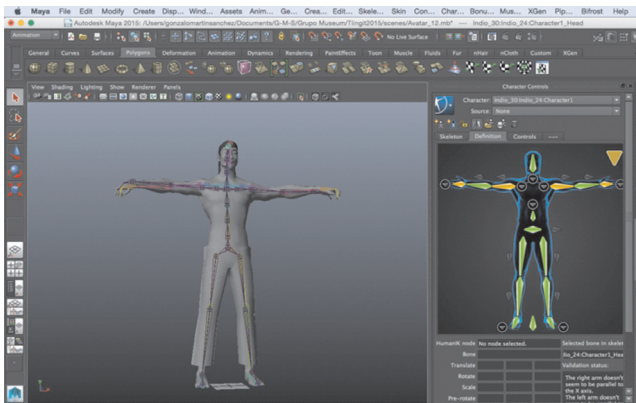 Maya File Edit Modify Create Disp... Wind... Assets Anim... Ge... Crea... Edit... Skele... Skin Con... Char... Bonu... Mus... XGen Pip... Bifrost Help
Autodesk Maya 2015: /Users/gonzalomartinsanchez/Documents/G-M-S/Grupo Museum/Tlingit2015/scenes/Avatar_12.mb* --- Indio_30:Indio_24:Character1_Head
Animation No Live Surface
General Curves Surfaces Polygons Deformation Animation Dynamics Rendering PaintEffects Toon Muscle Fluids Fur nHair nCloth Custom XGen
View Shading Lighting Show Renderer Panels
Character Controls
Character: Indio_30:Indio_24:Character1
Source: None
Skeleton Definition Controls
HumanIK node No node selected. Selected bone in skele
Bone dio_24:Character1_Hea
Translate Validation status:
Rotate The right arm doesn't
seem to be parallel to
Scale the X axis.
Pre-rotate The left arm doesn't